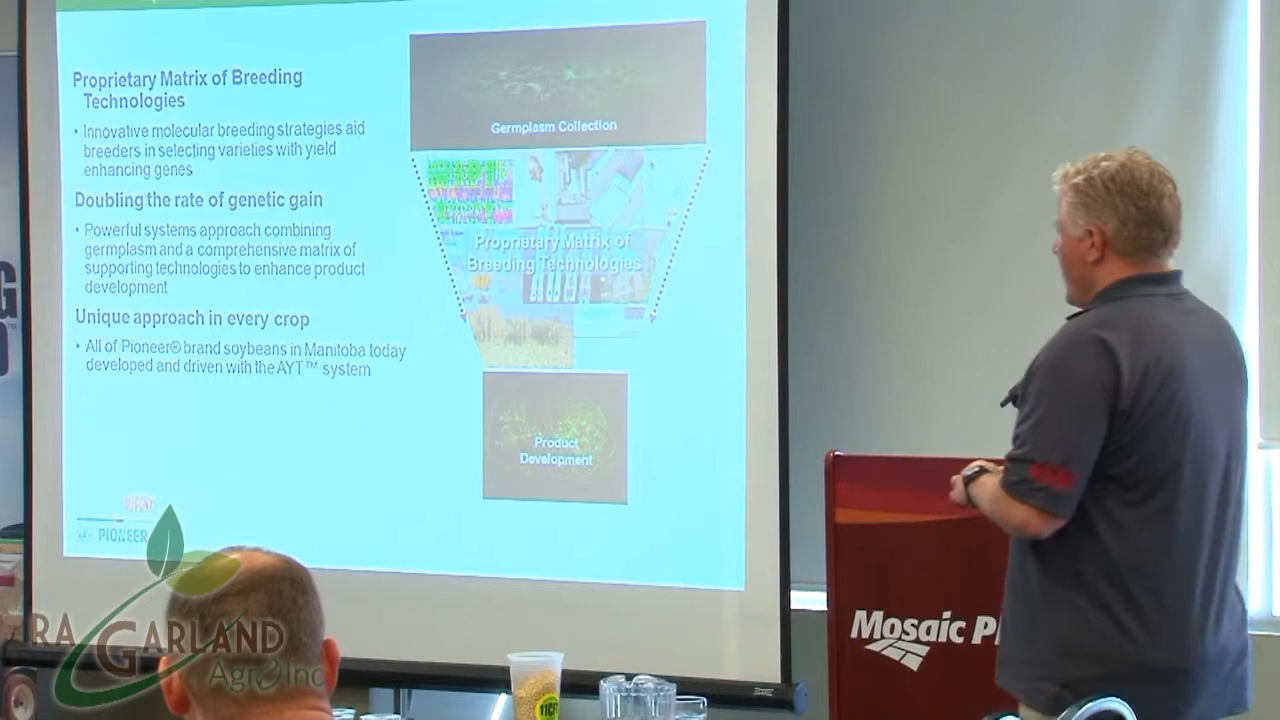 Proprietary Matrix of Breeding
Technologies
• Innovative molecular breeding strategies aid
breeders in selecting varieties with yield
enhancing genes
Doubling the rate of genetic gain
• Powerful systems approach combining
germplasm and a comprehensive matrix of
supporting technologies to enhance product
development
Unique approach in every crop
• All of Pioneer® brand soybeans in Manitoba today
developed and driven with the AYT™ system
Germplasm Collection
Proprietary Matrix of
Breeding Technologies
Product
Development
PIONEER
RA
GARLAND
Agro Inc
Mosaic P